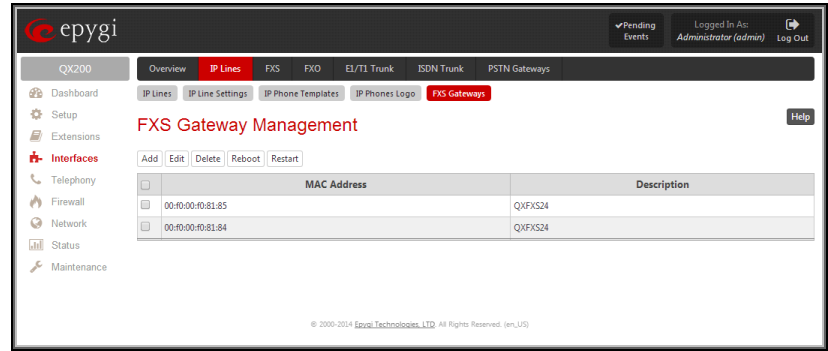 epygi
✔Pending Events
Logged In As: Administrator (admin)
Log Out
QX200
Overview IP Lines FXS FXO E1/T1 Trunk ISDN Trunk PSTN Gateways
Dashboard
Setup
Extensions
Interfaces
Telephony
Firewall
Network
Status
Maintenance
IP Lines IP Line Settings IP Phone Templates IP Phones Logo FXS Gateways
Help
FXS Gateway Management
Add Edit Delete Reboot Restart
MAC Address Description
00:f0:00:f0:81:85 QXFXS24
00:f0:00:f0:81:84 QXFXS24
© 2000-2014 Epygi Technologies, LTD. All Rights Reserved. (en_US)